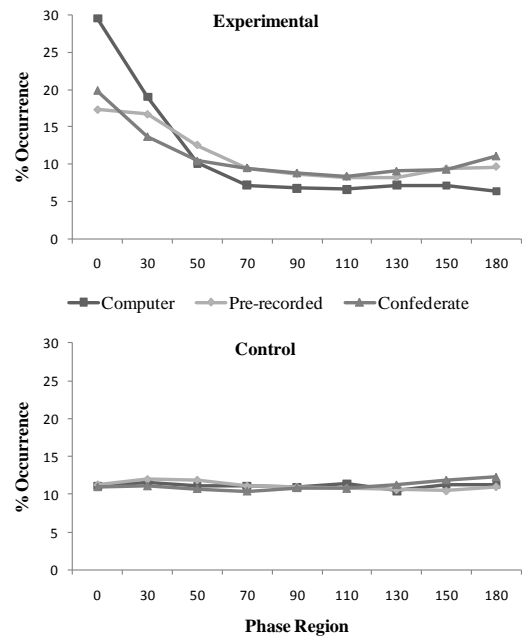 Experimental
% Occurrence
30
25
20
15
10
5
0
0 30 50 70 90 110 130 150 180
Computer Pre-recorded Confederate
Control
% Occurrence
30
25
20
15
10
5
0
0 30 50 70 90 110 130 150 180
Phase Region